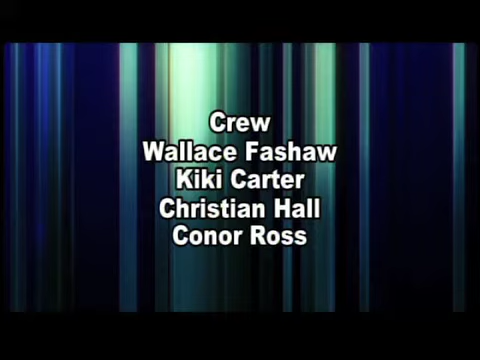 Crew
Wallace Fashaw
Kiki Carter
Christian Hall
Conor Ross